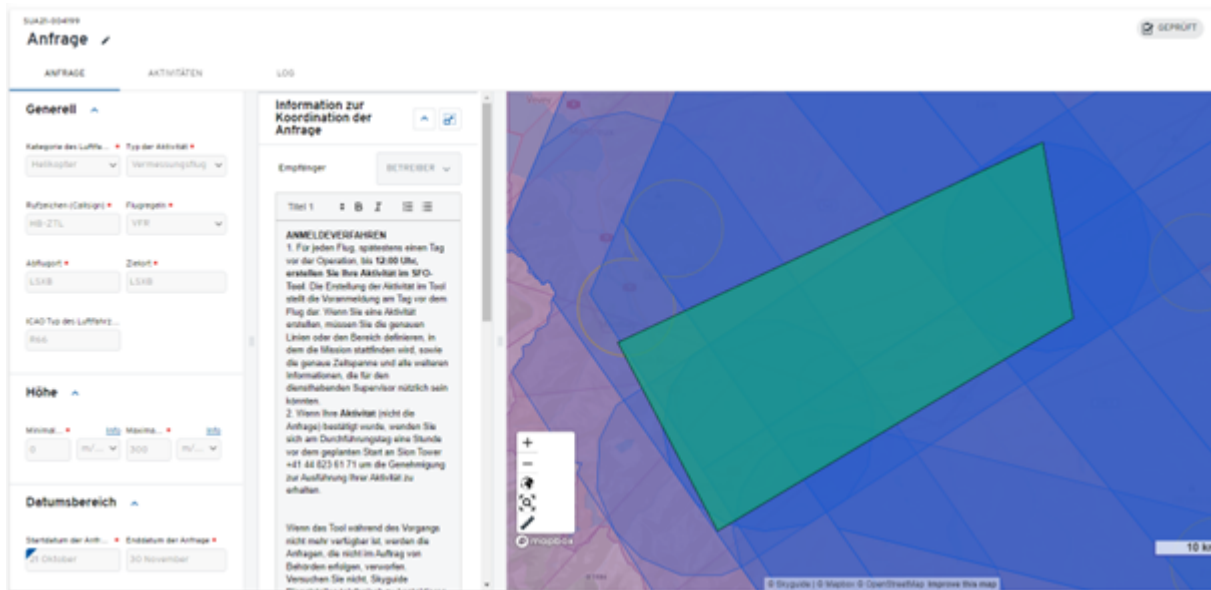 SUA21-004199
Anfrage
GEPRÜFT
ANFRAGE AKTIVITÄTEN LOG
Generell
Kategorie des Luftfa... * Typ der Aktivität *
Helikopter Vermessungsflug
Rufzeichen (Callsign) * Flugregeln *
HB-ZTL VFR
Abflugort * Zielort *
LSXB LSXB
ICAO Typ des Luftfahrz...
R66
Höhe
Minimal... * Info Maxima... * Info
0 m/... 300 m/...
Datumsbereich
Startdatum der Anfr... * Enddatum der Anfrage *
21 Oktober 30 November
Information zur
Koordination der
Anfrage
Empfänger BETREIBER
Titel 1 B I
ANMELDEVERFAHREN
1. Für jeden Flug, spätestens einen Tag
vor der Operation, bis 12:00 Uhr,
erstellen Sie Ihre Aktivität im SFO-
Tool. Die Erstellung der Aktivität im Tool
stellt die Voranmeldung am Tag vor dem
Flug dar. Wenn Sie eine Aktivität
erstellen, müssen Sie die genauen
Linien oder den Bereich definieren, in
dem die Mission stattfinden wird, sowie
die genaue Zeitspanne und alle weiteren
Informationen, die für den
diensthabenden Supervisor nützlich sein
könnten.
2. Wenn Ihre Aktivität (nicht die
Anfrage) bestätigt wurde, wenden Sie
sich am Durchführungstag eine Stunde
vor dem geplanten Start an Sion Tower
+41 44 823 61 71 um die Genehmigung
zur Ausführung Ihrer Aktivität zu
erhalten.
Wenn das Tool während des Vorgangs
nicht mehr verfügbar ist, werden die
Anfragen, die nicht im Auftrag von
Behörden erfolgen, verworfen.
Versuchen Sie nicht, Skyguide
mapbox
10 k
© Skyguide | © Mapbox © OpenStreetMap Improve this map